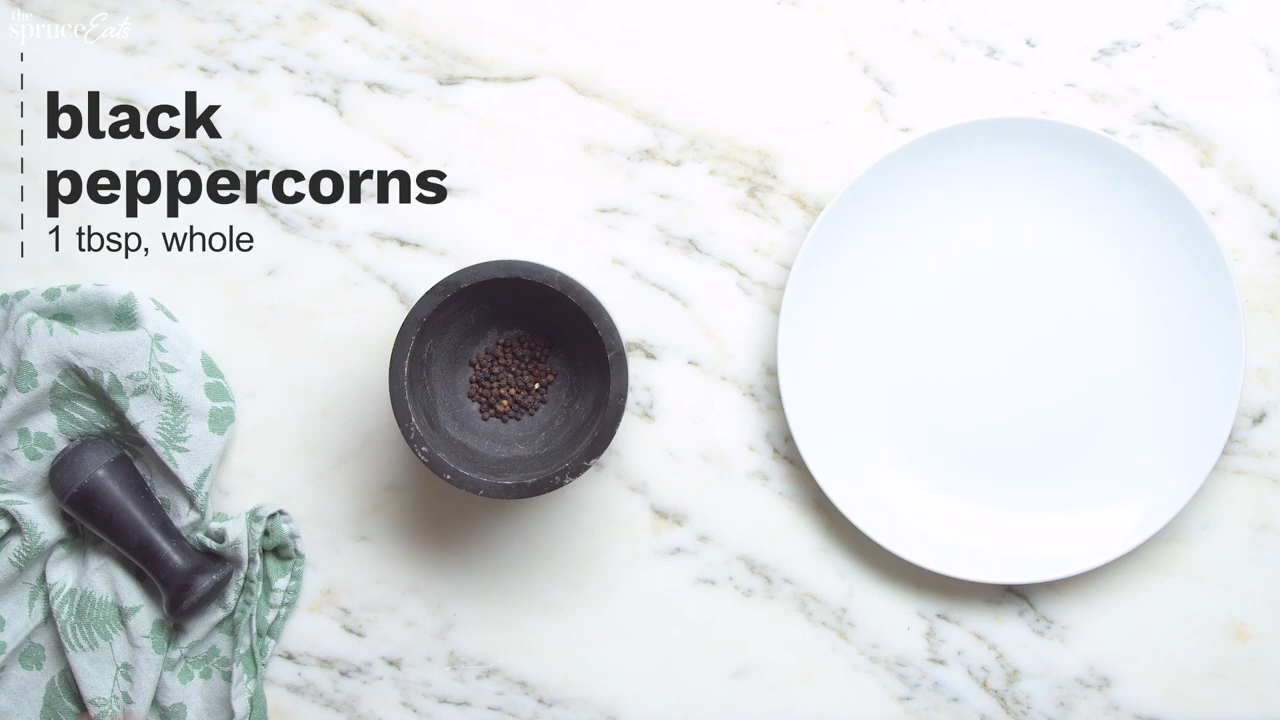 the
spruce Eats
black
peppercorns
1 tbsp, whole